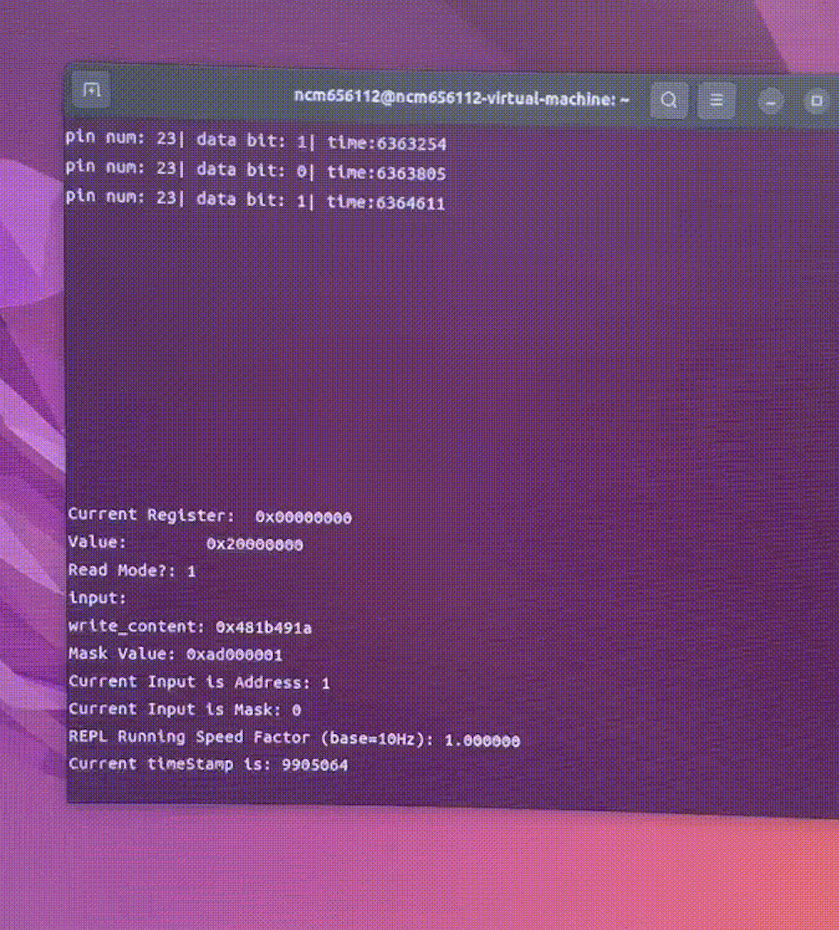 ncm656112@ncm656112-virtual-machine: ~
pin num: 23| data bit: 1| time:6363254
pin num: 23| data bit: 0| time:6363805
pin num: 23| data bit: 1| time:6364611
Current Register:  0x00000000
Value:        0x20000000
Read Mode?: 1
input:
write_content: 0x481b491a
Mask Value: 0xad000001
Current Input is Address: 1
Current Input is Mask: 0
REPL Running Speed Factor (base=10Hz): 1.000000
Current timeStamp is: 9905064